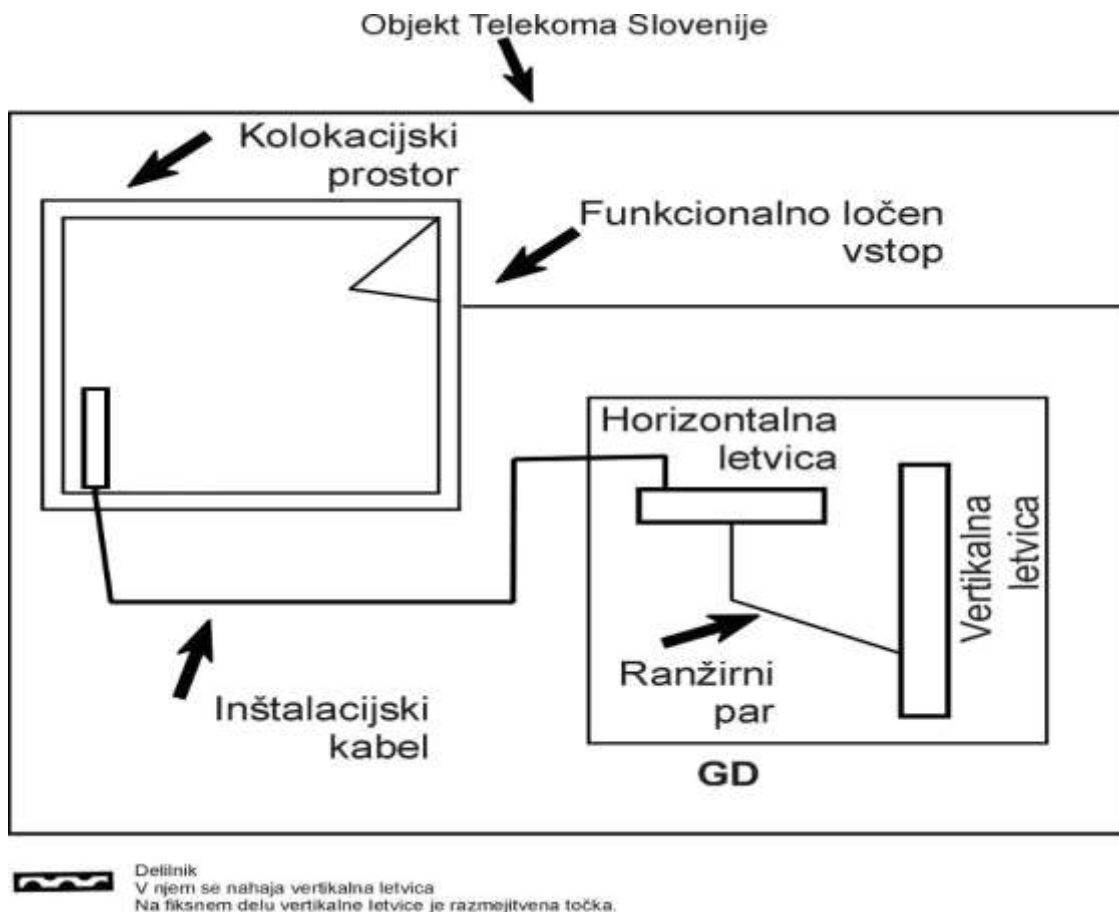 Objekt Telekoma Slovenije
Kolokacijski
prostor
Funkcionalno ločen
vstop
Horizontalna
letvica
Vertikalna
letvica
Ranžirni
par
Inštalacijski
kabel
GD
Delilnik
V njem se nahaja vertikalna letvica
Na fiksnem delu vertikalne letvice je razmejitvena točka.